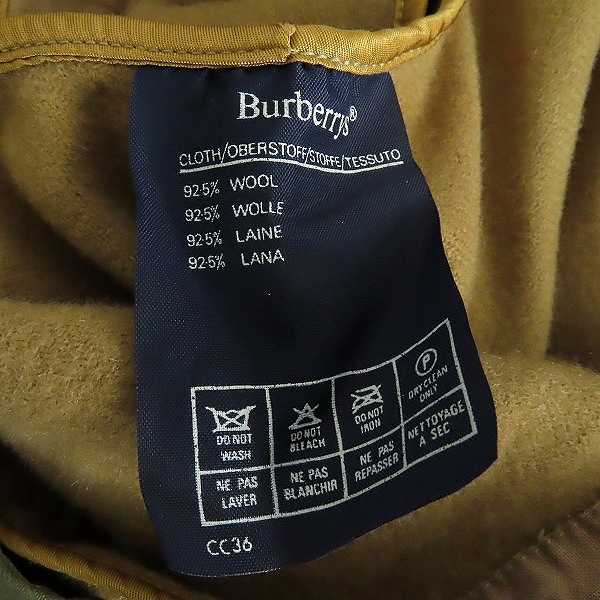 Burberrys®
CLOTH/OBERSTOFF/STOFFE/TESSUTO
92·5% WOOL
92·5% WOLLE
92·5% LAINE
92·5% LANA
P
DO NOT
WASH
DO NOT
BLEACH
DO NOT
IRON
DRY CLEAN
ONLY
NE PAS
LAVER
NE PAS
BLANCHIR
NE PAS
REPASSER
NETTOYAGE
A SEC
CC36